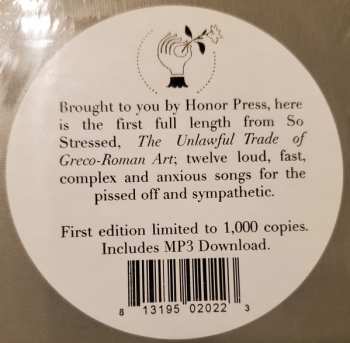 Brought to you by Honor Press, here
is the first full length from So
Stressed, The Unlawful Trade of
Greco-Roman Art; twelve loud, fast,
complex and anxious songs for the
pissed off and sympathetic.
First edition limited to 1,000 copies.
Includes MP3 Download.
8 13195 02022 3